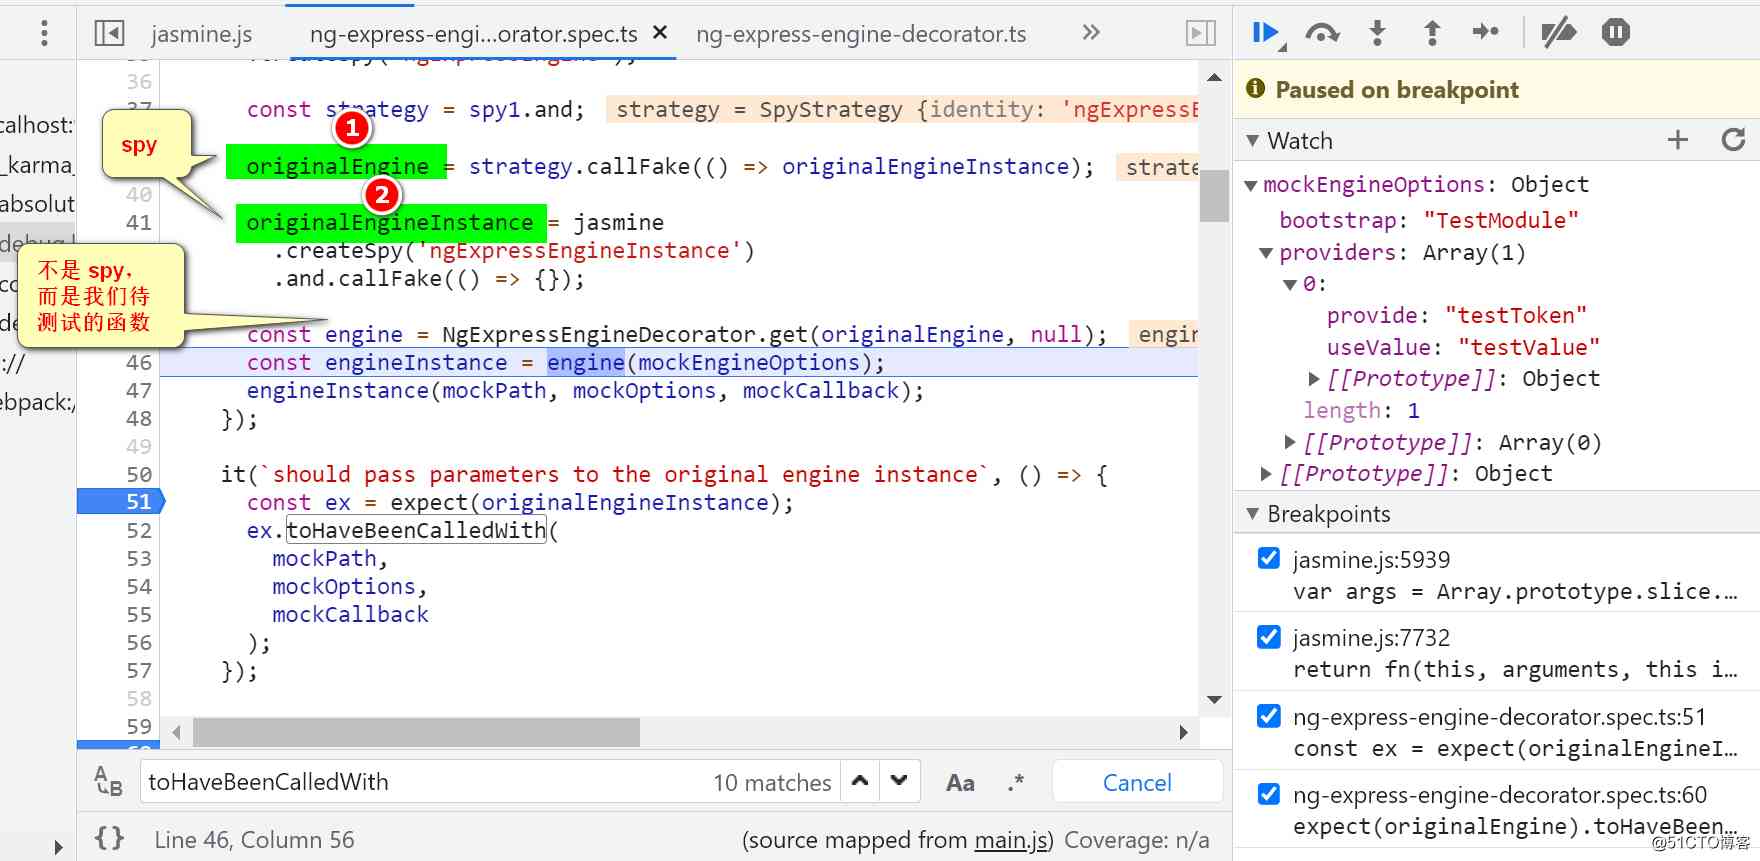 jasmine.js
ng-express-engi...orator.spec.ts ×
ng-express-engine-decorator.ts
»
36
37
const strategy = spy1.and;
strategy = SpyStrategy {identity: 'ngExpressE
1
spy
originalEngine = strategy.callFake(() => originalEngineInstance);
strate
2
40
41
originalEngineInstance = jasmine
.createSpy('ngExpressEngineInstance')
.and.callFake(() => {});
不是 spy，
而是我们待
测试的函数
const engine = NgExpressEngineDecorator.get(originalEngine, null);
engin
46
const engineInstance = engine(mockEngineOptions);
47
engineInstance(mockPath, mockOptions, mockCallback);
48
});
49
50
it(`should pass parameters to the original engine instance`, () => {
51
const ex = expect(originalEngineInstance);
52
ex.toHaveBeenCalledWith(
53
mockPath,
54
mockOptions,
55
mockCallback
56
);
57
});
58
59
calhost:
_karma_
absolut
debug.
://
ebpack:/
toHaveBeenCalledWith
10 matches
Aa
.*
Cancel
{}
Line 46, Column 56
(source mapped from main.js)
Coverage: n/a
Paused on breakpoint
Watch
mockEngineOptions: Object
bootstrap: "TestModule"
providers: Array(1)
0:
provide: "testToken"
useValue: "testValue"
[[Prototype]]: Object
length: 1
[[Prototype]]: Array(0)
[[Prototype]]: Object
Breakpoints
jasmine.js:5939
var args = Array.prototype.slice.…
jasmine.js:7732
return fn(this, arguments, this i…
ng-express-engine-decorator.spec.ts:51
const ex = expect(originalEngineI…
ng-express-engine-decorator.spec.ts:60
expect(originalEngine).toHaveBeen…
@51CTO博客